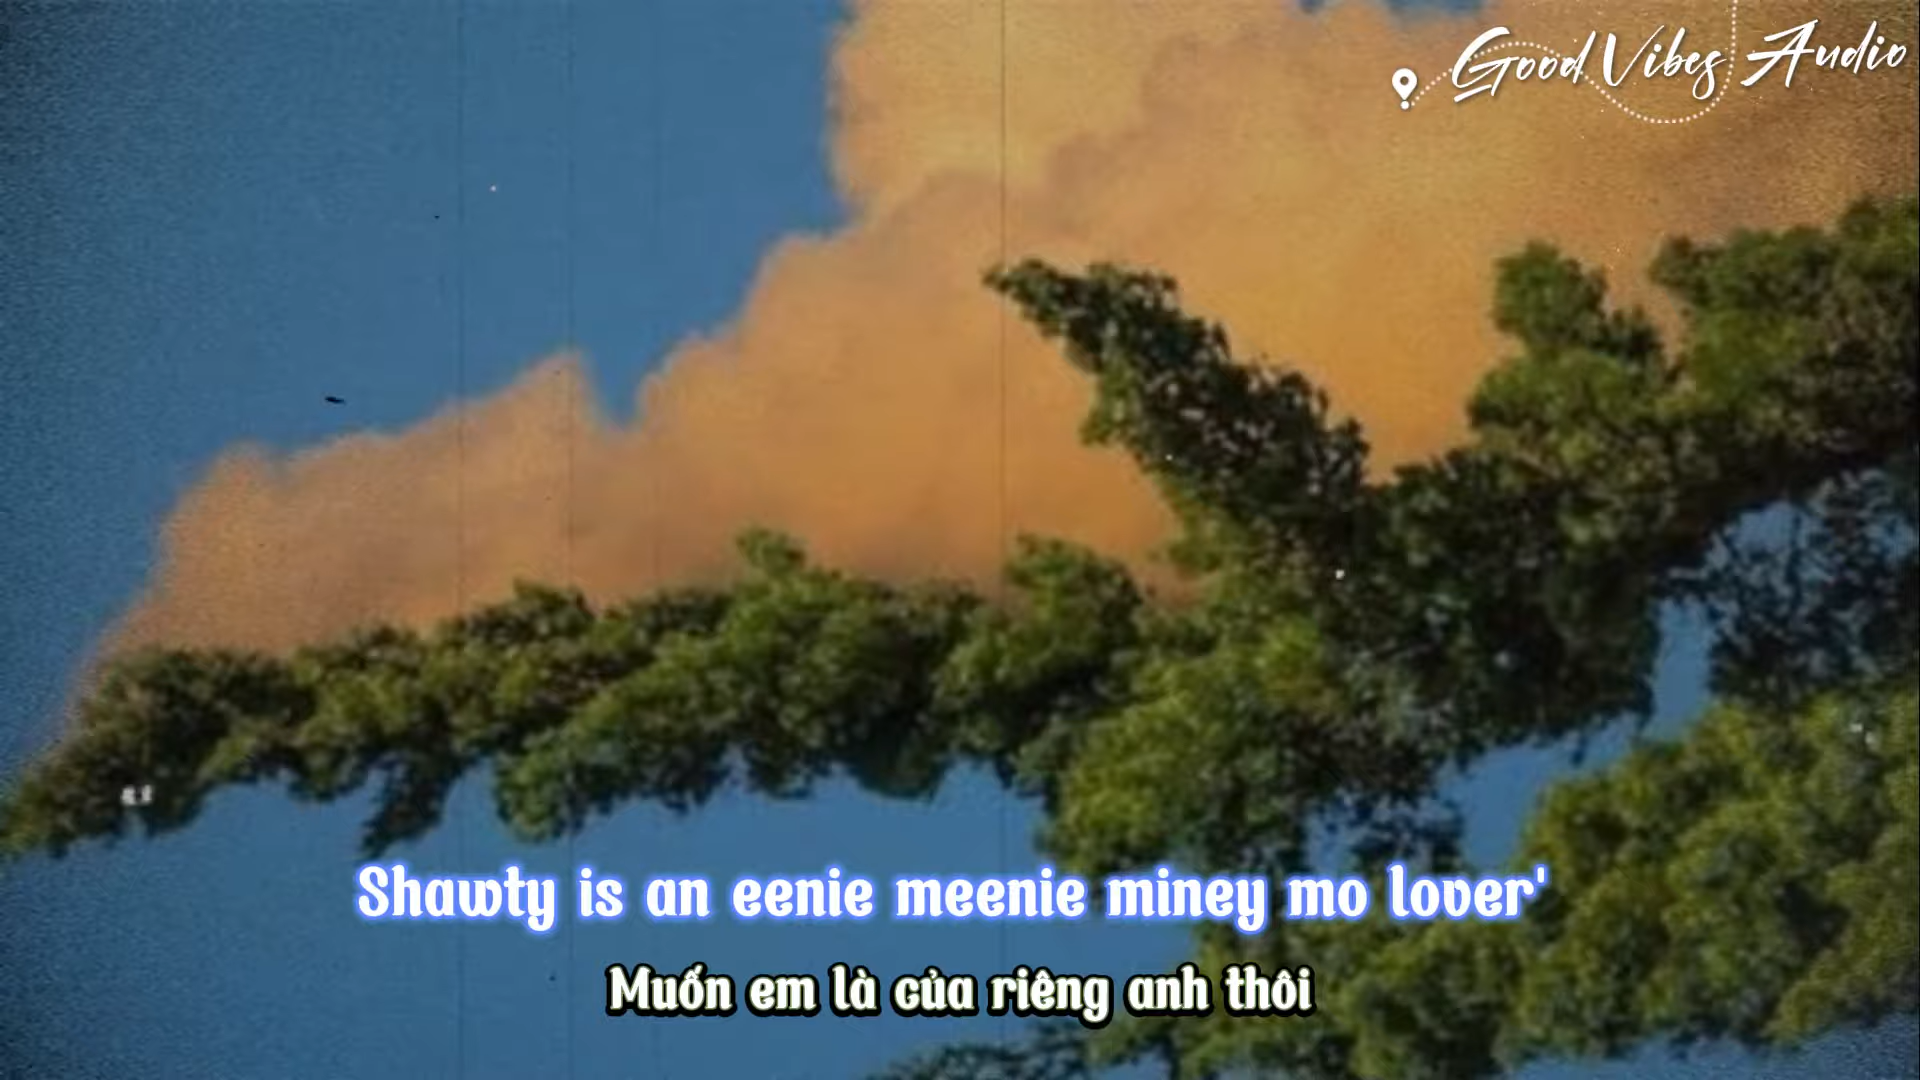 Good Vibes Audio
Shawty is an eenie meenie miney mo lover'
Muốn em là của riêng anh thôi